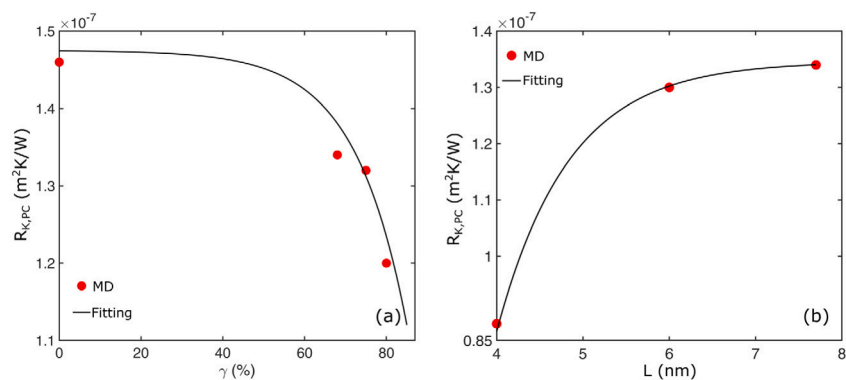 ×10⁻⁷
1.5
1.4
1.3
1.2
1.1
R_K,PC (m²K/W)
MD
Fitting
(a)
0
20
40
60
80
γ (%)
×10⁻⁷
1.4
1.3
1.2
1
1
0.85
R_K,PC (m²K/W)
MD
Fitting
(b)
4
5
6
7
8
L (nm)